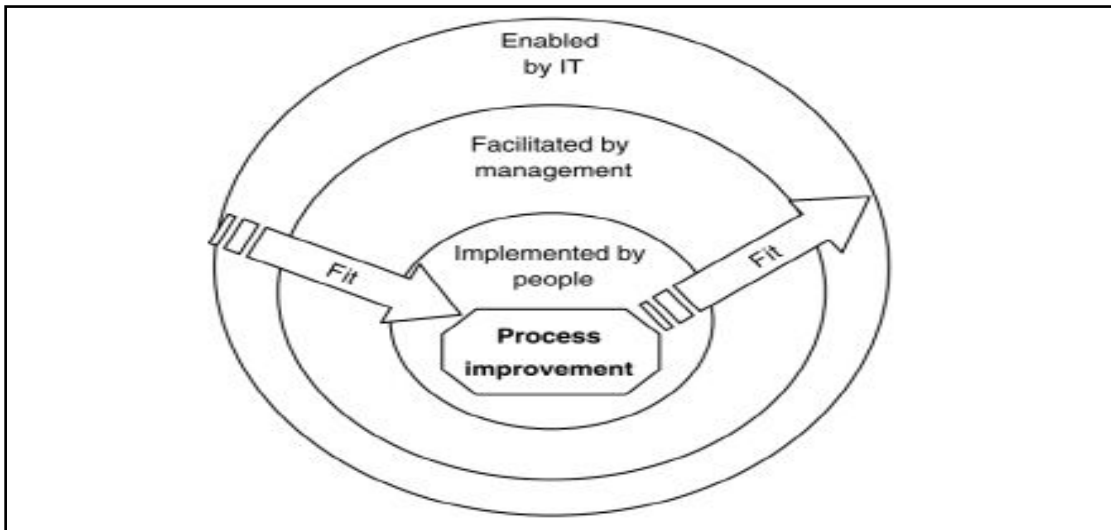 Enabled
by IT
Facilitated by
management
Implemented by
people
Fit
Fit
Process
improvement